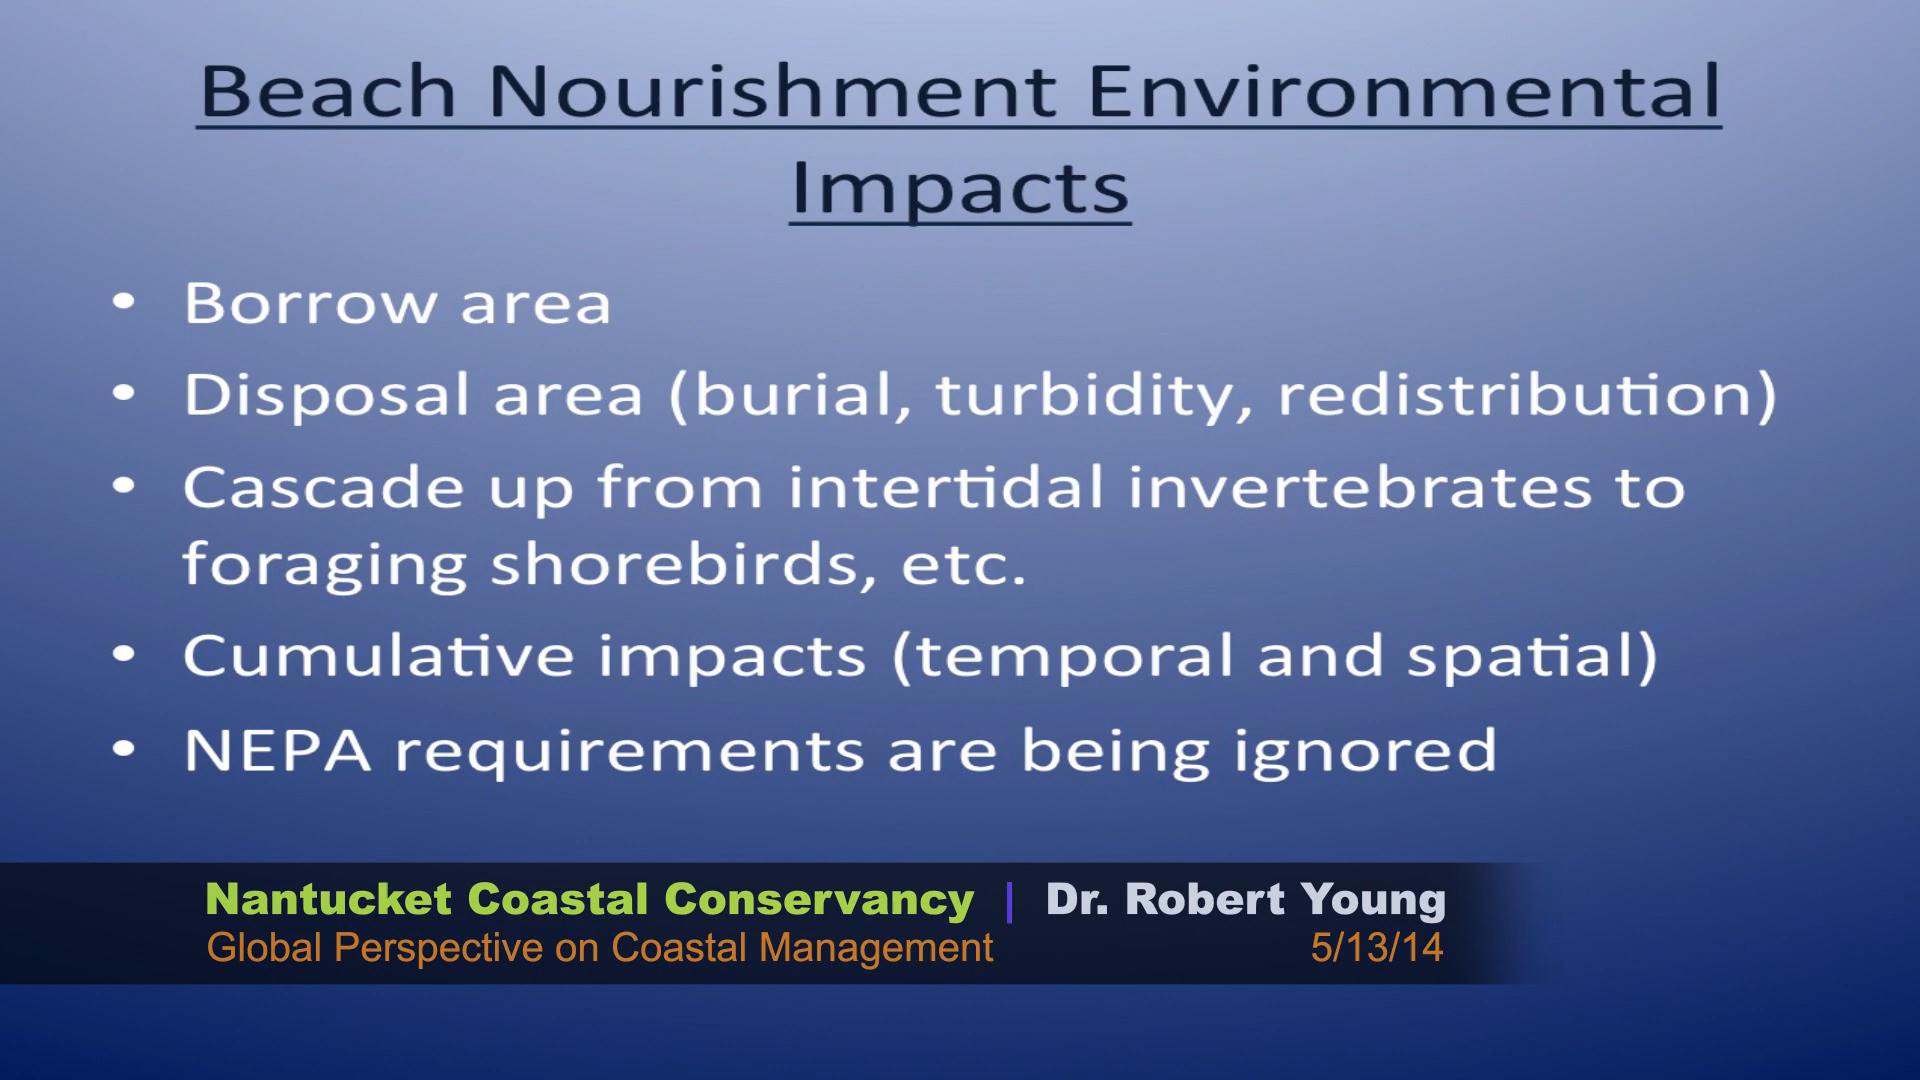 Beach Nourishment Environmental
Impacts
• Borrow area
• Disposal area (burial, turbidity, redistribution)
• Cascade up from intertidal invertebrates to
foraging shorebirds, etc.
• Cumulative impacts (temporal and spatial)
• NEPA requirements are being ignored
Nantucket Coastal Conservancy | Dr. Robert Young
Global Perspective on Coastal Management 5/13/14